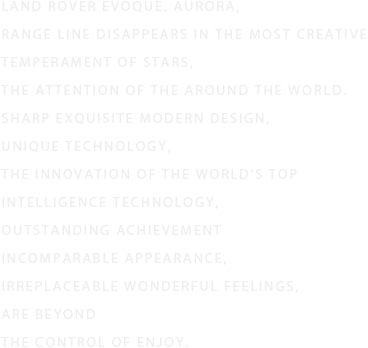 LAND ROVER EVOQUE, AURORA,
RANGE LINE DISAPPEARS IN THE MOST CREATIVE
TEMPERAMENT OF STARS,
THE ATTENTION OF THE AROUND THE WORLD.
SHARP EXQUISITE MODERN DESIGN,
UNIQUE TECHNOLOGY,
THE INNOVATION OF THE WORLD'S TOP
INTELLIGENCE TECHNOLOGY,
OUTSTANDING ACHIEVEMENT
INCOMPARABLE APPEARANCE,
IRREPLACEABLE WONDERFUL FEELINGS,
ARE BEYOND
THE CONTROL OF ENJOY.